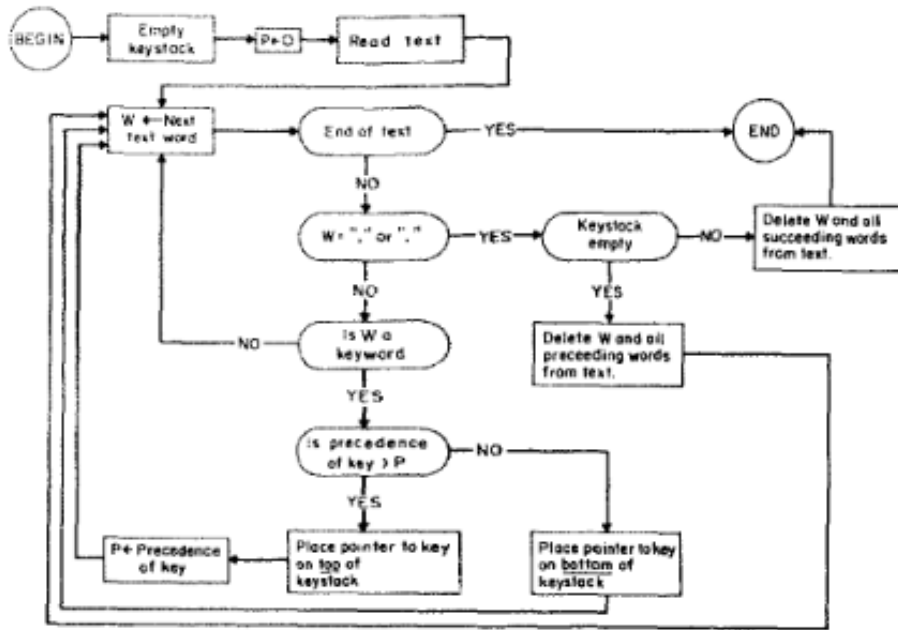 BEGIN
Empty
keystack
P←O
Read text
W ←Next
text word
End of text
YES
END
NO
W= "," or "."
YES
Keystack
empty
NO
Delete W and all
succeeding words
from text.
NO
YES
Is W a
keyword
NO
Delete W and all
preceeding words
from text.
YES
Is precedence
of key > P
NO
YES
P← Precedence
of key
Place pointer to key
on top of
keystack
Place pointer to key
on bottom of
keystack